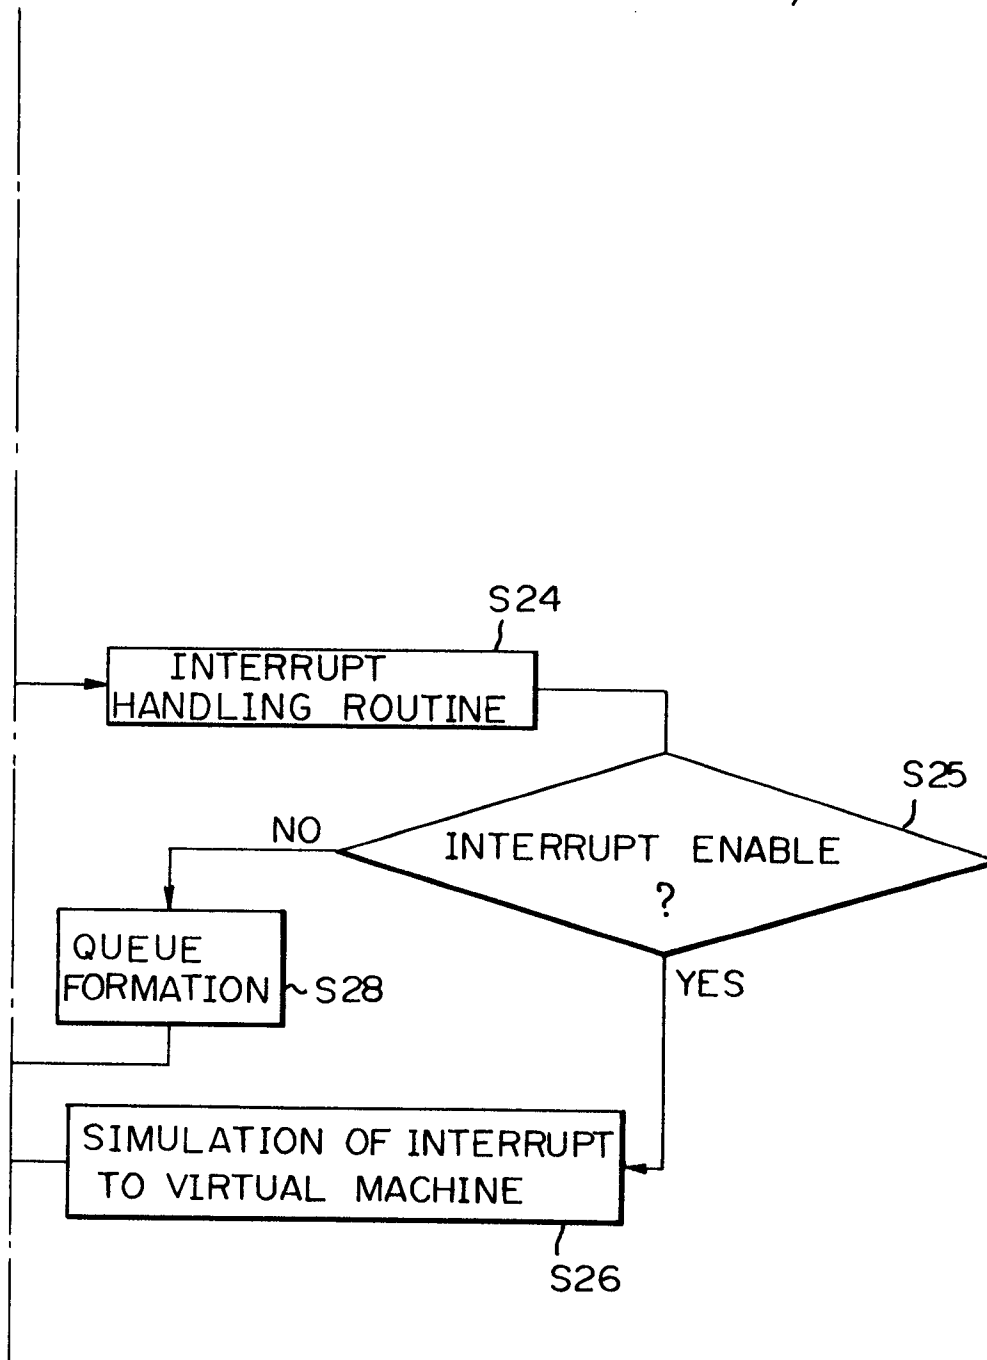 S24
INTERRUPT
HANDLING ROUTINE
S25
NO
INTERRUPT ENABLE
?
QUEUE
FORMATION
S28
YES
SIMULATION OF INTERRUPT
TO VIRTUAL MACHINE
S26